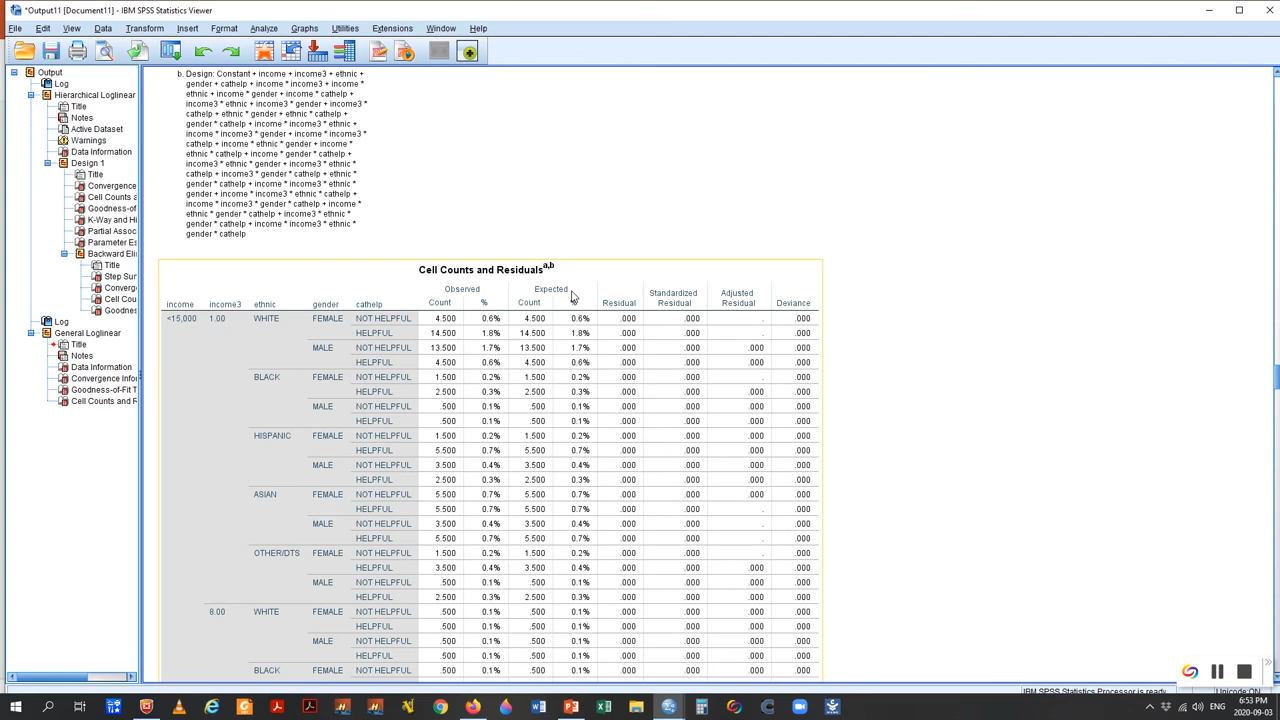 *Output11 [Document11] - IBM SPSS Statistics Viewer
File Edit View Data Transform Insert Format Analyze Graphs Utilities Extensions Window Help
Output
Log
Hierarchical Loglinear
Title
Notes
Active Dataset
Warnings
Data Information
Design 1
Title
Convergence
Cell Counts a
Goodness-of
K-Way and Hi
Partial Assoc
Parameter Es
Backward Eli
Title
Step Sun
Converg
Cell Cou
Goodnes
Log
General Loglinear
Title
Notes
Data Information
Convergence Infor
Goodness-of-Fit T
Cell Counts and R
b. Design: Constant + income + income3 + ethnic +
gender + cathelp + income * income3 + income *
ethnic + income * gender + income * cathelp +
income3 * ethnic + income3 * gender + income3 *
cathelp + ethnic * gender + ethnic * cathelp +
gender * cathelp + income * income3 * ethnic +
income * income3 * gender + income * income3 *
cathelp + income * ethnic * gender + income *
ethnic * cathelp + income * gender * cathelp +
income3 * ethnic * gender + income3 * ethnic *
cathelp + income3 * gender * cathelp + ethnic *
gender * cathelp + income * income3 * ethnic *
gender + income * income3 * ethnic * cathelp +
income * income3 * gender * cathelp + income *
ethnic * gender * cathelp + income3 * ethnic *
gender * cathelp + income * income3 * ethnic *
gender * cathelp
Cell Counts and Residuals a,b
Observed Expected Standardized Adjusted
income income3 ethnic gender cathelp Count % Count % Residual Residual Residual Deviance
<15,000 1.00 WHITE FEMALE NOT HELPFUL 4.500 0.6% 4.500 0.6% .000 .000 . .000
HELPFUL 14.500 1.8% 14.500 1.8% .000 .000 . .000
MALE NOT HELPFUL 13.500 1.7% 13.500 1.7% .000 .000 .000 .000
HELPFUL 4.500 0.6% 4.500 0.6% .000 .000 .000 .000
BLACK FEMALE NOT HELPFUL 1.500 0.2% 1.500 0.2% .000 .000 . .000
HELPFUL 2.500 0.3% 2.500 0.3% .000 .000 .000 .000
MALE NOT HELPFUL .500 0.1% .500 0.1% .000 .000 .000 .000
HELPFUL .500 0.1% .500 0.1% .000 .000 .000 .000
HISPANIC FEMALE NOT HELPFUL 1.500 0.2% 1.500 0.2% .000 .000 .000 .000
HELPFUL 5.500 0.7% 5.500 0.7% .000 .000 .000 .000
MALE NOT HELPFUL 3.500 0.4% 3.500 0.4% .000 .000 .000 .000
HELPFUL 2.500 0.3% 2.500 0.3% .000 .000 .000 .000
ASIAN FEMALE NOT HELPFUL 5.500 0.7% 5.500 0.7% .000 .000 .000 .000
HELPFUL 5.500 0.7% 5.500 0.7% .000 .000 . .000
MALE NOT HELPFUL 3.500 0.4% 3.500 0.4% .000 .000 . .000
HELPFUL 5.500 0.7% 5.500 0.7% .000 .000 . .000
OTHER/DTS FEMALE NOT HELPFUL 1.500 0.2% 1.500 0.2% .000 .000 . .000
HELPFUL 3.500 0.4% 3.500 0.4% .000 .000 .000 .000
MALE NOT HELPFUL .500 0.1% .500 0.1% .000 .000 .000 .000
HELPFUL 2.500 0.3% 2.500 0.3% .000 .000 .000 .000
8.00 WHITE FEMALE NOT HELPFUL .500 0.1% .500 0.1% .000 .000 .000 .000
HELPFUL .500 0.1% .500 0.1% .000 .000 .000 .000
MALE NOT HELPFUL .500 0.1% .500 0.1% .000 .000 .000 .000
HELPFUL .500 0.1% .500 0.1% .000 .000 .000 .000
BLACK FEMALE NOT HELPFUL .500 0.1% .500 0.1% .000 .000 .000 .000
IBM SPSS Statistics Processor is ready Unicode:ON
6:53 PM
2020-09-03